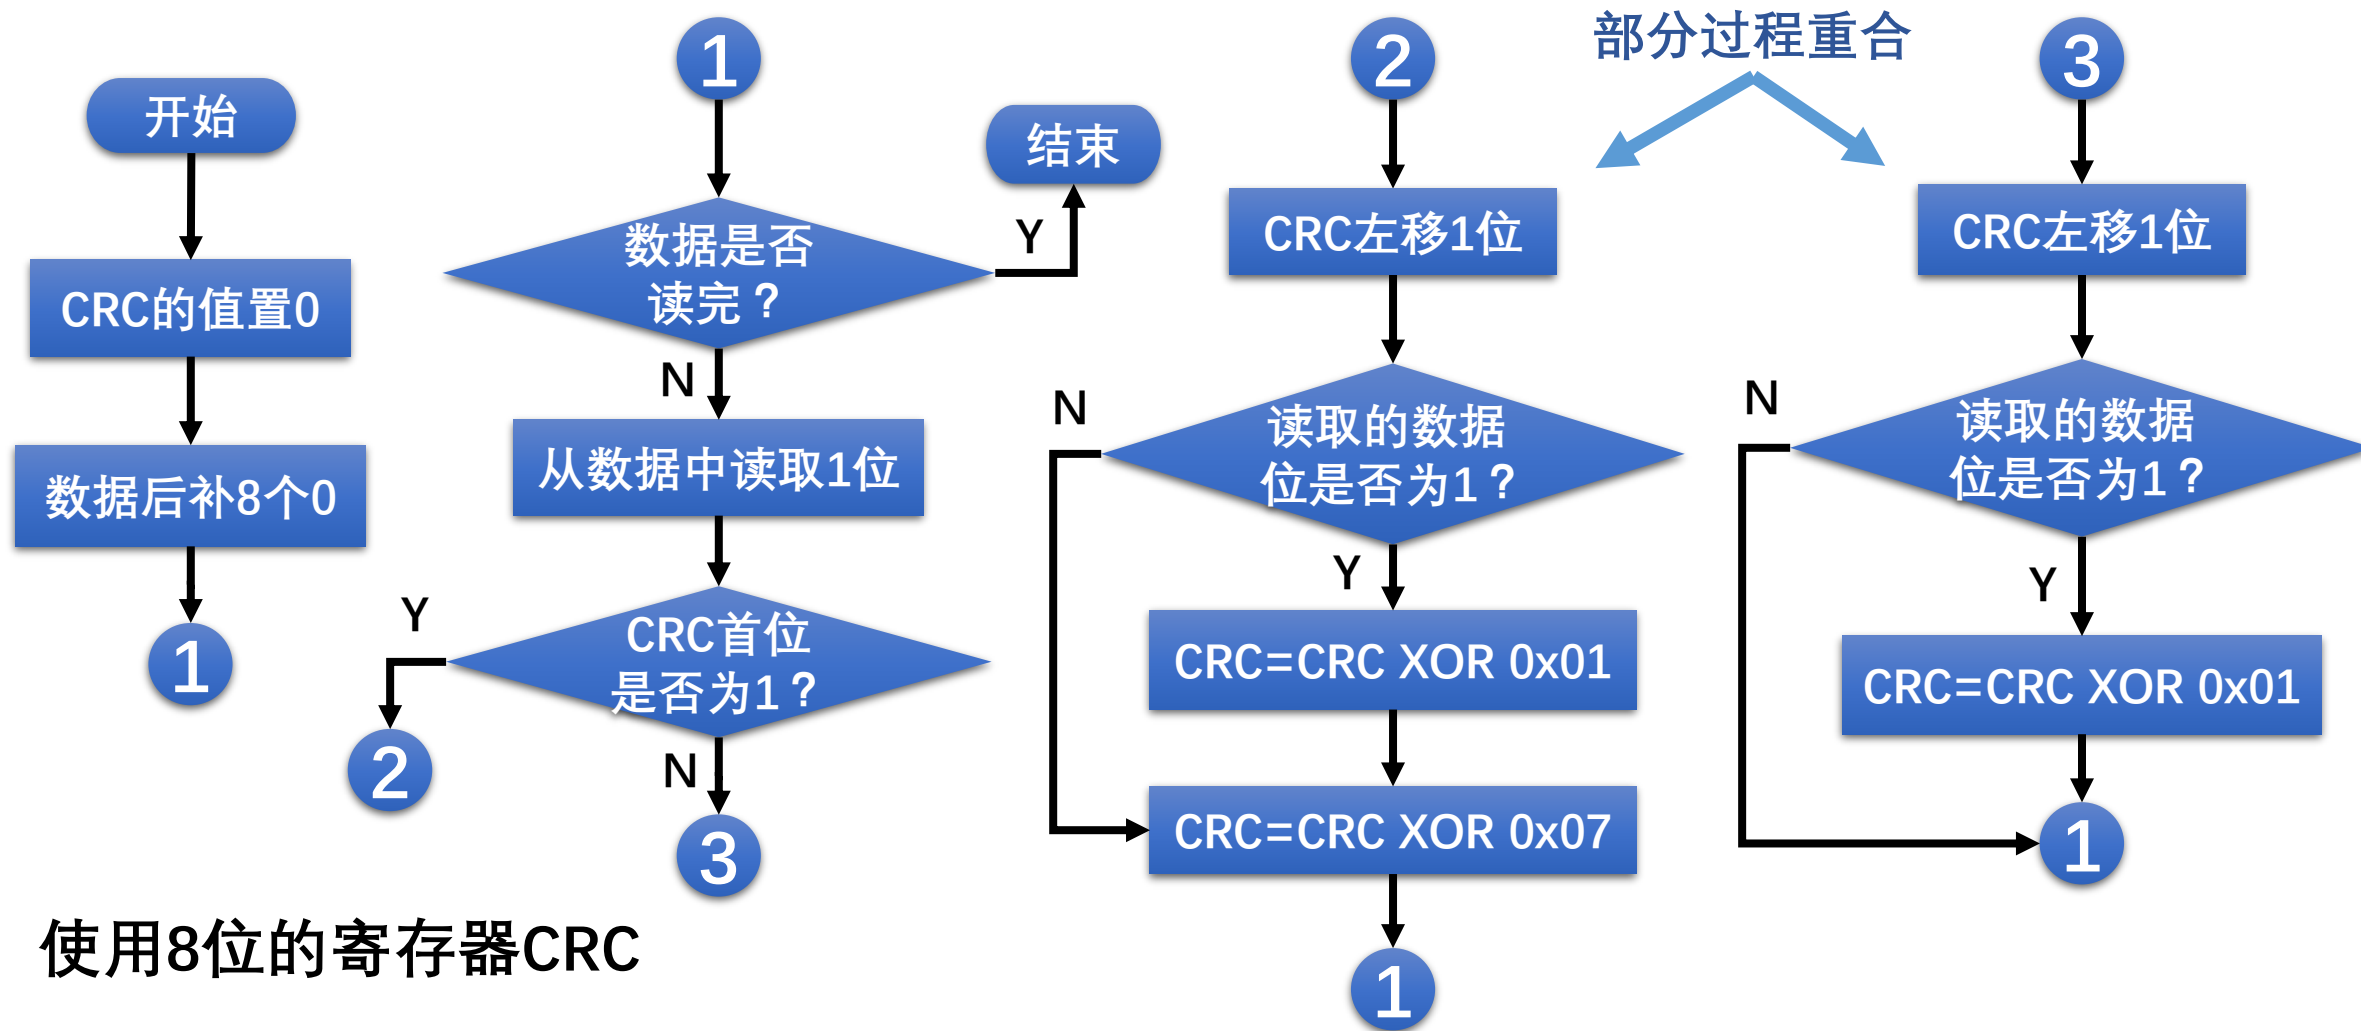 开始
CRC的值置0
数据后补8个0
1
1
数据是否
读完？
Y
结束
N
从数据中读取1位
CRC首位
是否为1？
Y
2
N
3
使用8位的寄存器CRC
2
CRC左移1位
读取的数据
位是否为1？
N
Y
CRC=CRC XOR 0x01
CRC=CRC XOR 0x07
1
部分过程重合
3
CRC左移1位
读取的数据
位是否为1？
N
Y
CRC=CRC XOR 0x01
1